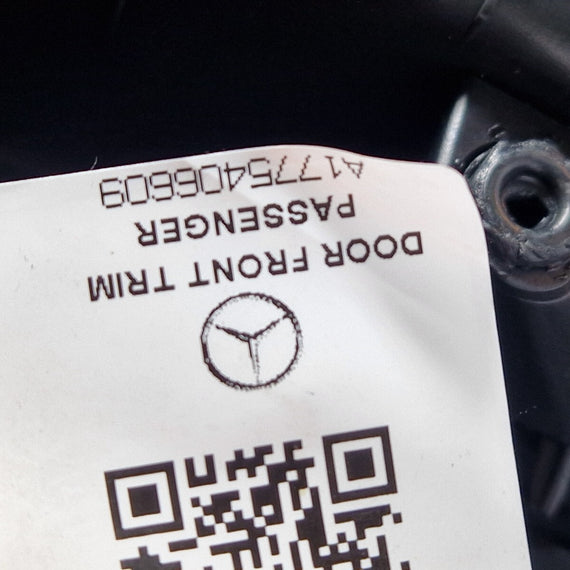 DOOR FRONT TRIM
PASSENGER
A1775406609